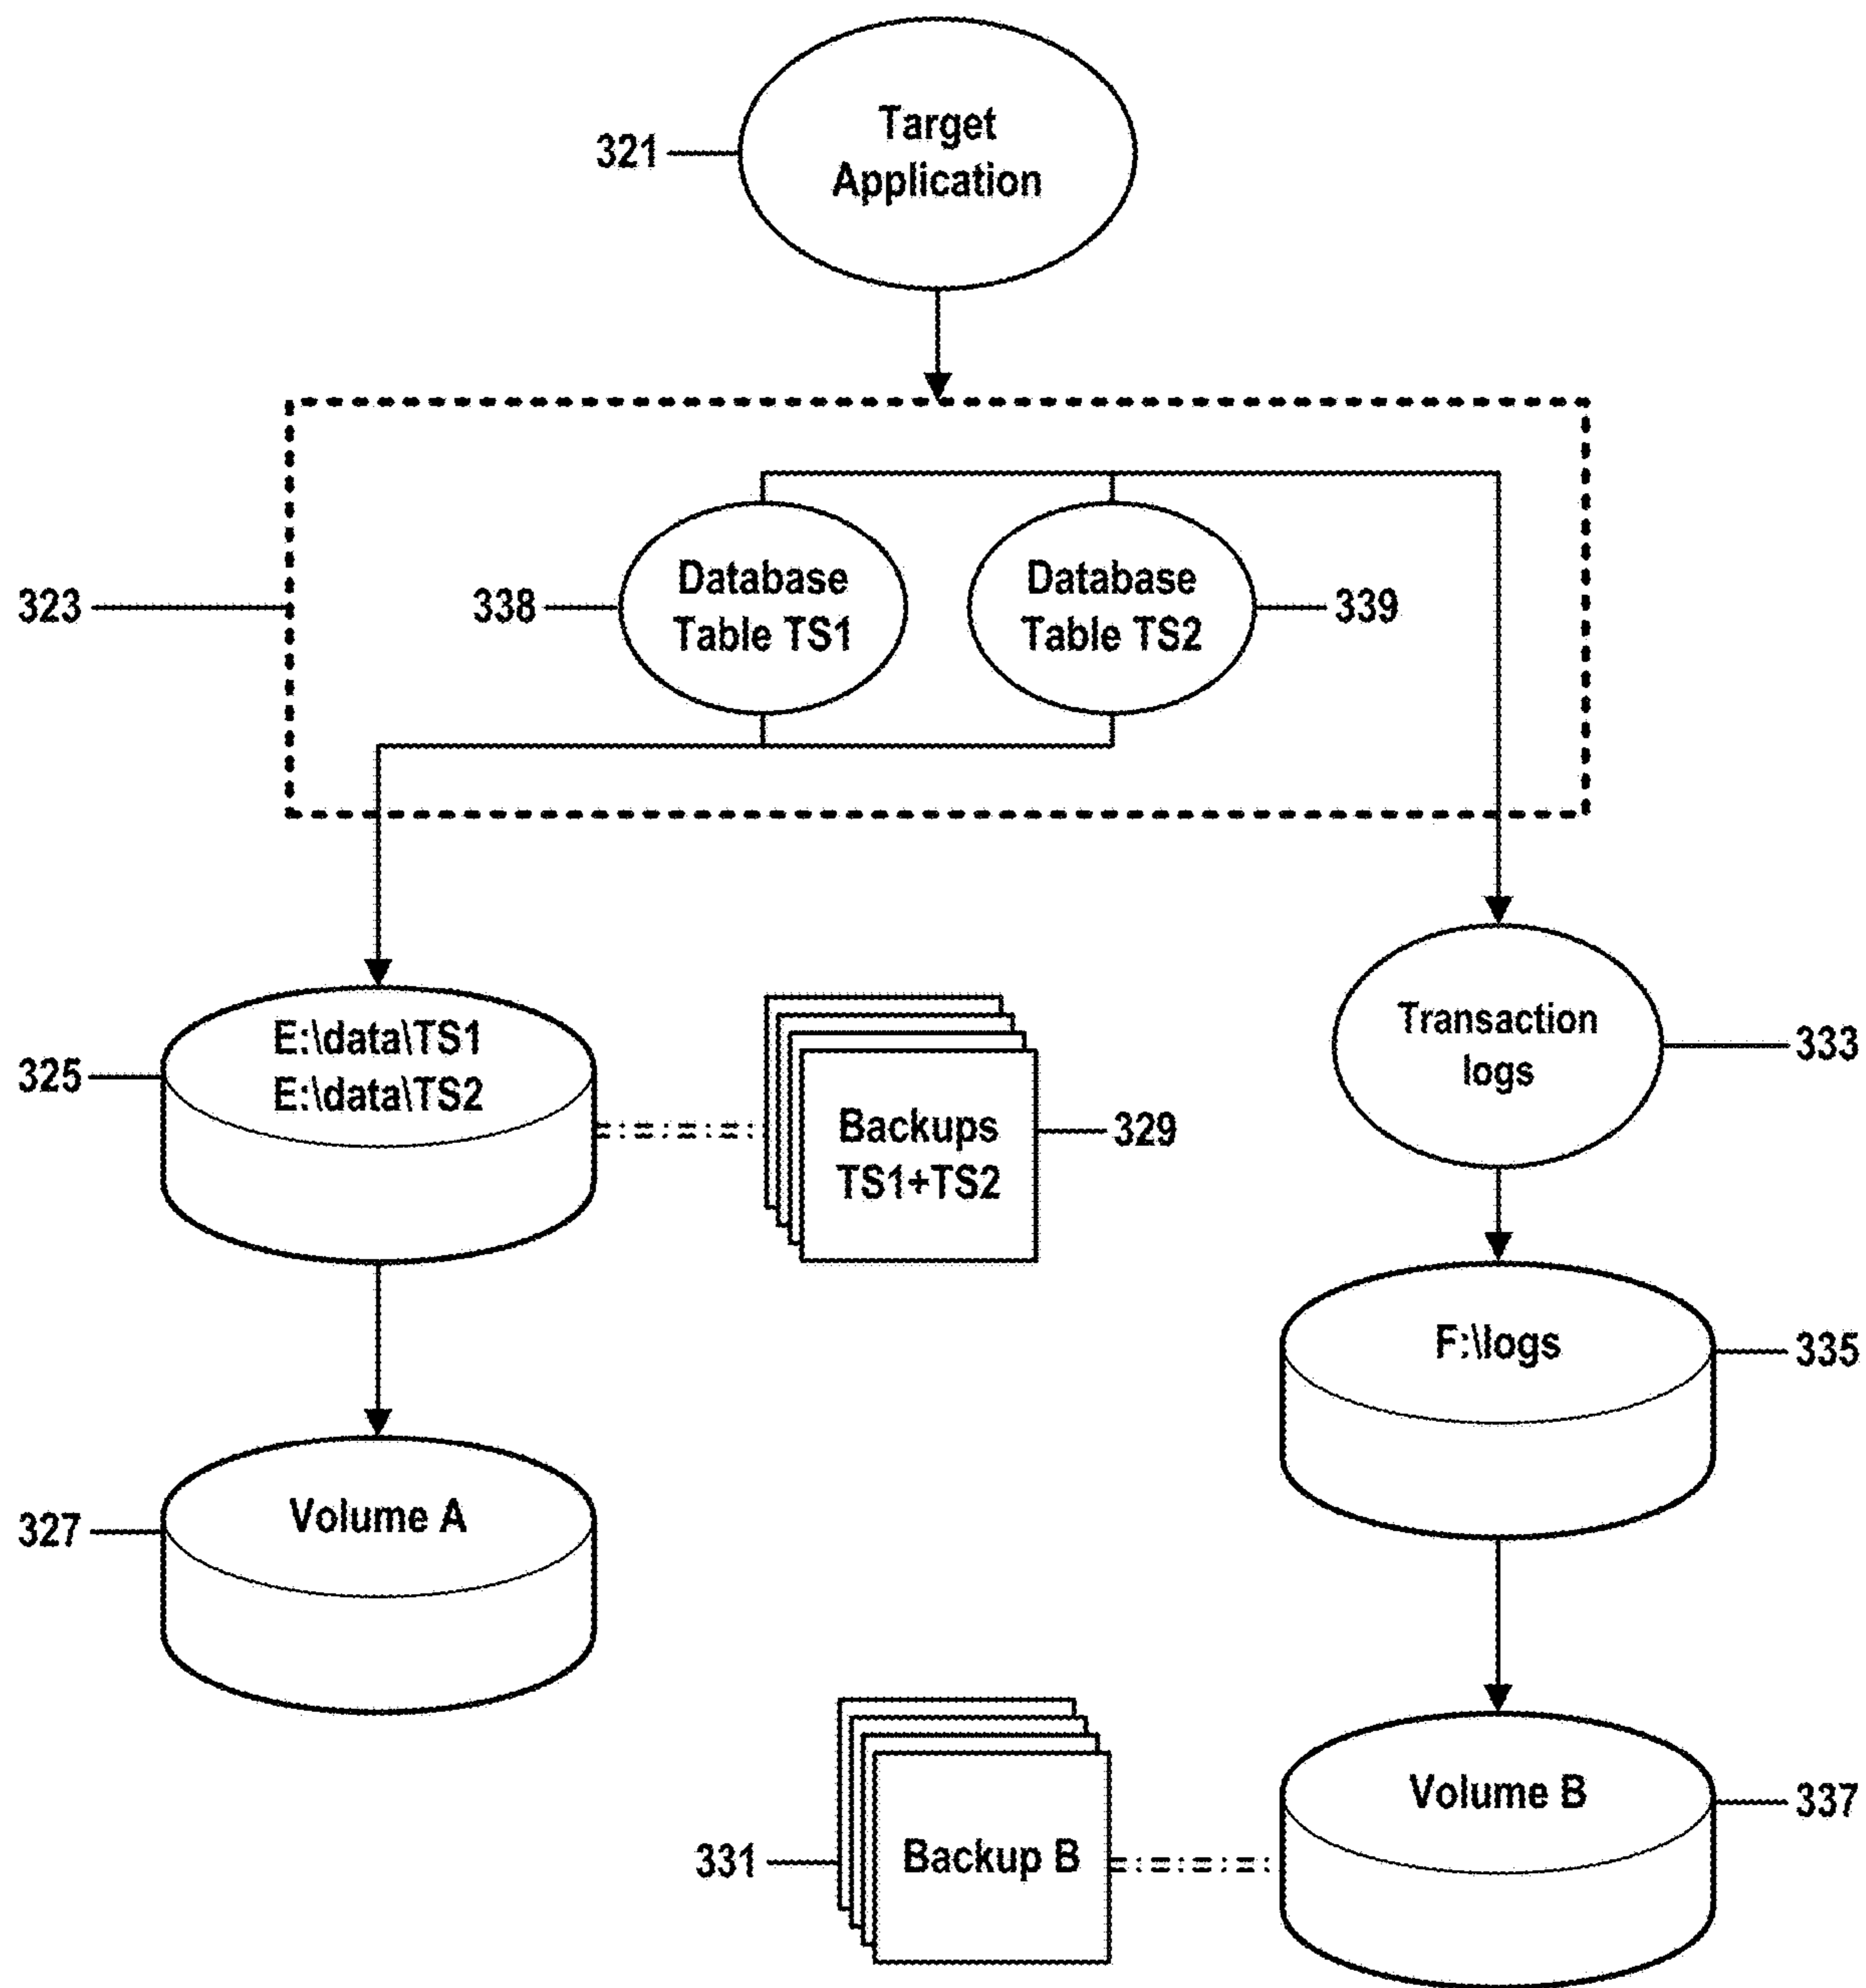 Target
Application
321
323
338
Database
Table TS1
Database
Table TS2
339
325
E:\data\TS1
E:\data\TS2
Backups
TS1+TS2
329
Transaction
logs
333
F:\logs
335
327
Volume A
331
Backup B
Volume B
337